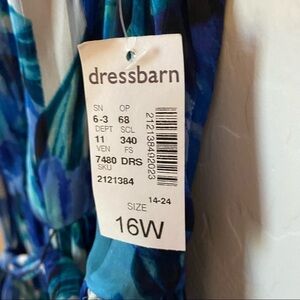 dressbarn
SN OP
6-3 68
DEPT SCL
11 340
VEN FS
7480 DRS
SKU
2121384
212138492023
14-24
SIZE
16W